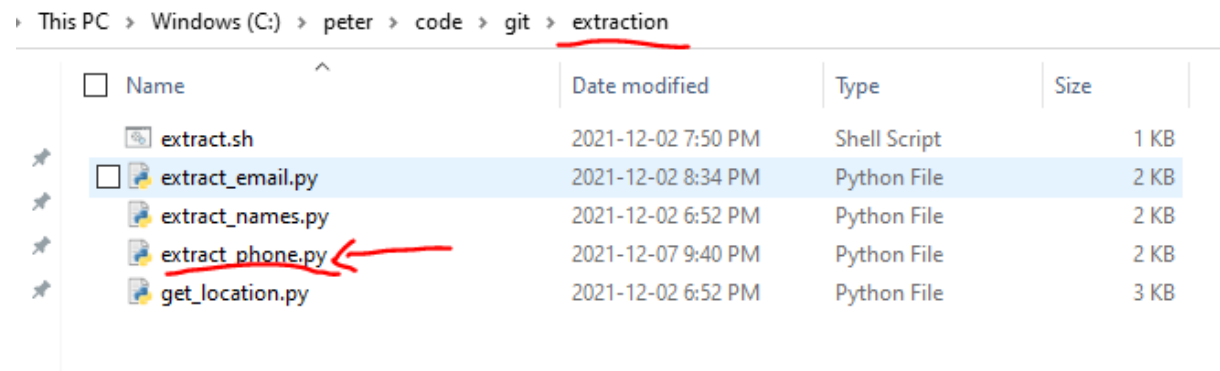 This PC > Windows (C:) > peter > code > git > extraction
Name Date modified Type Size
extract.sh 2021-12-02 7:50 PM Shell Script 1 KB
extract_email.py 2021-12-02 8:34 PM Python File 2 KB
extract_names.py 2021-12-02 6:52 PM Python File 2 KB
extract_phone.py 2021-12-07 9:40 PM Python File 2 KB
get_location.py 2021-12-02 6:52 PM Python File 3 KB